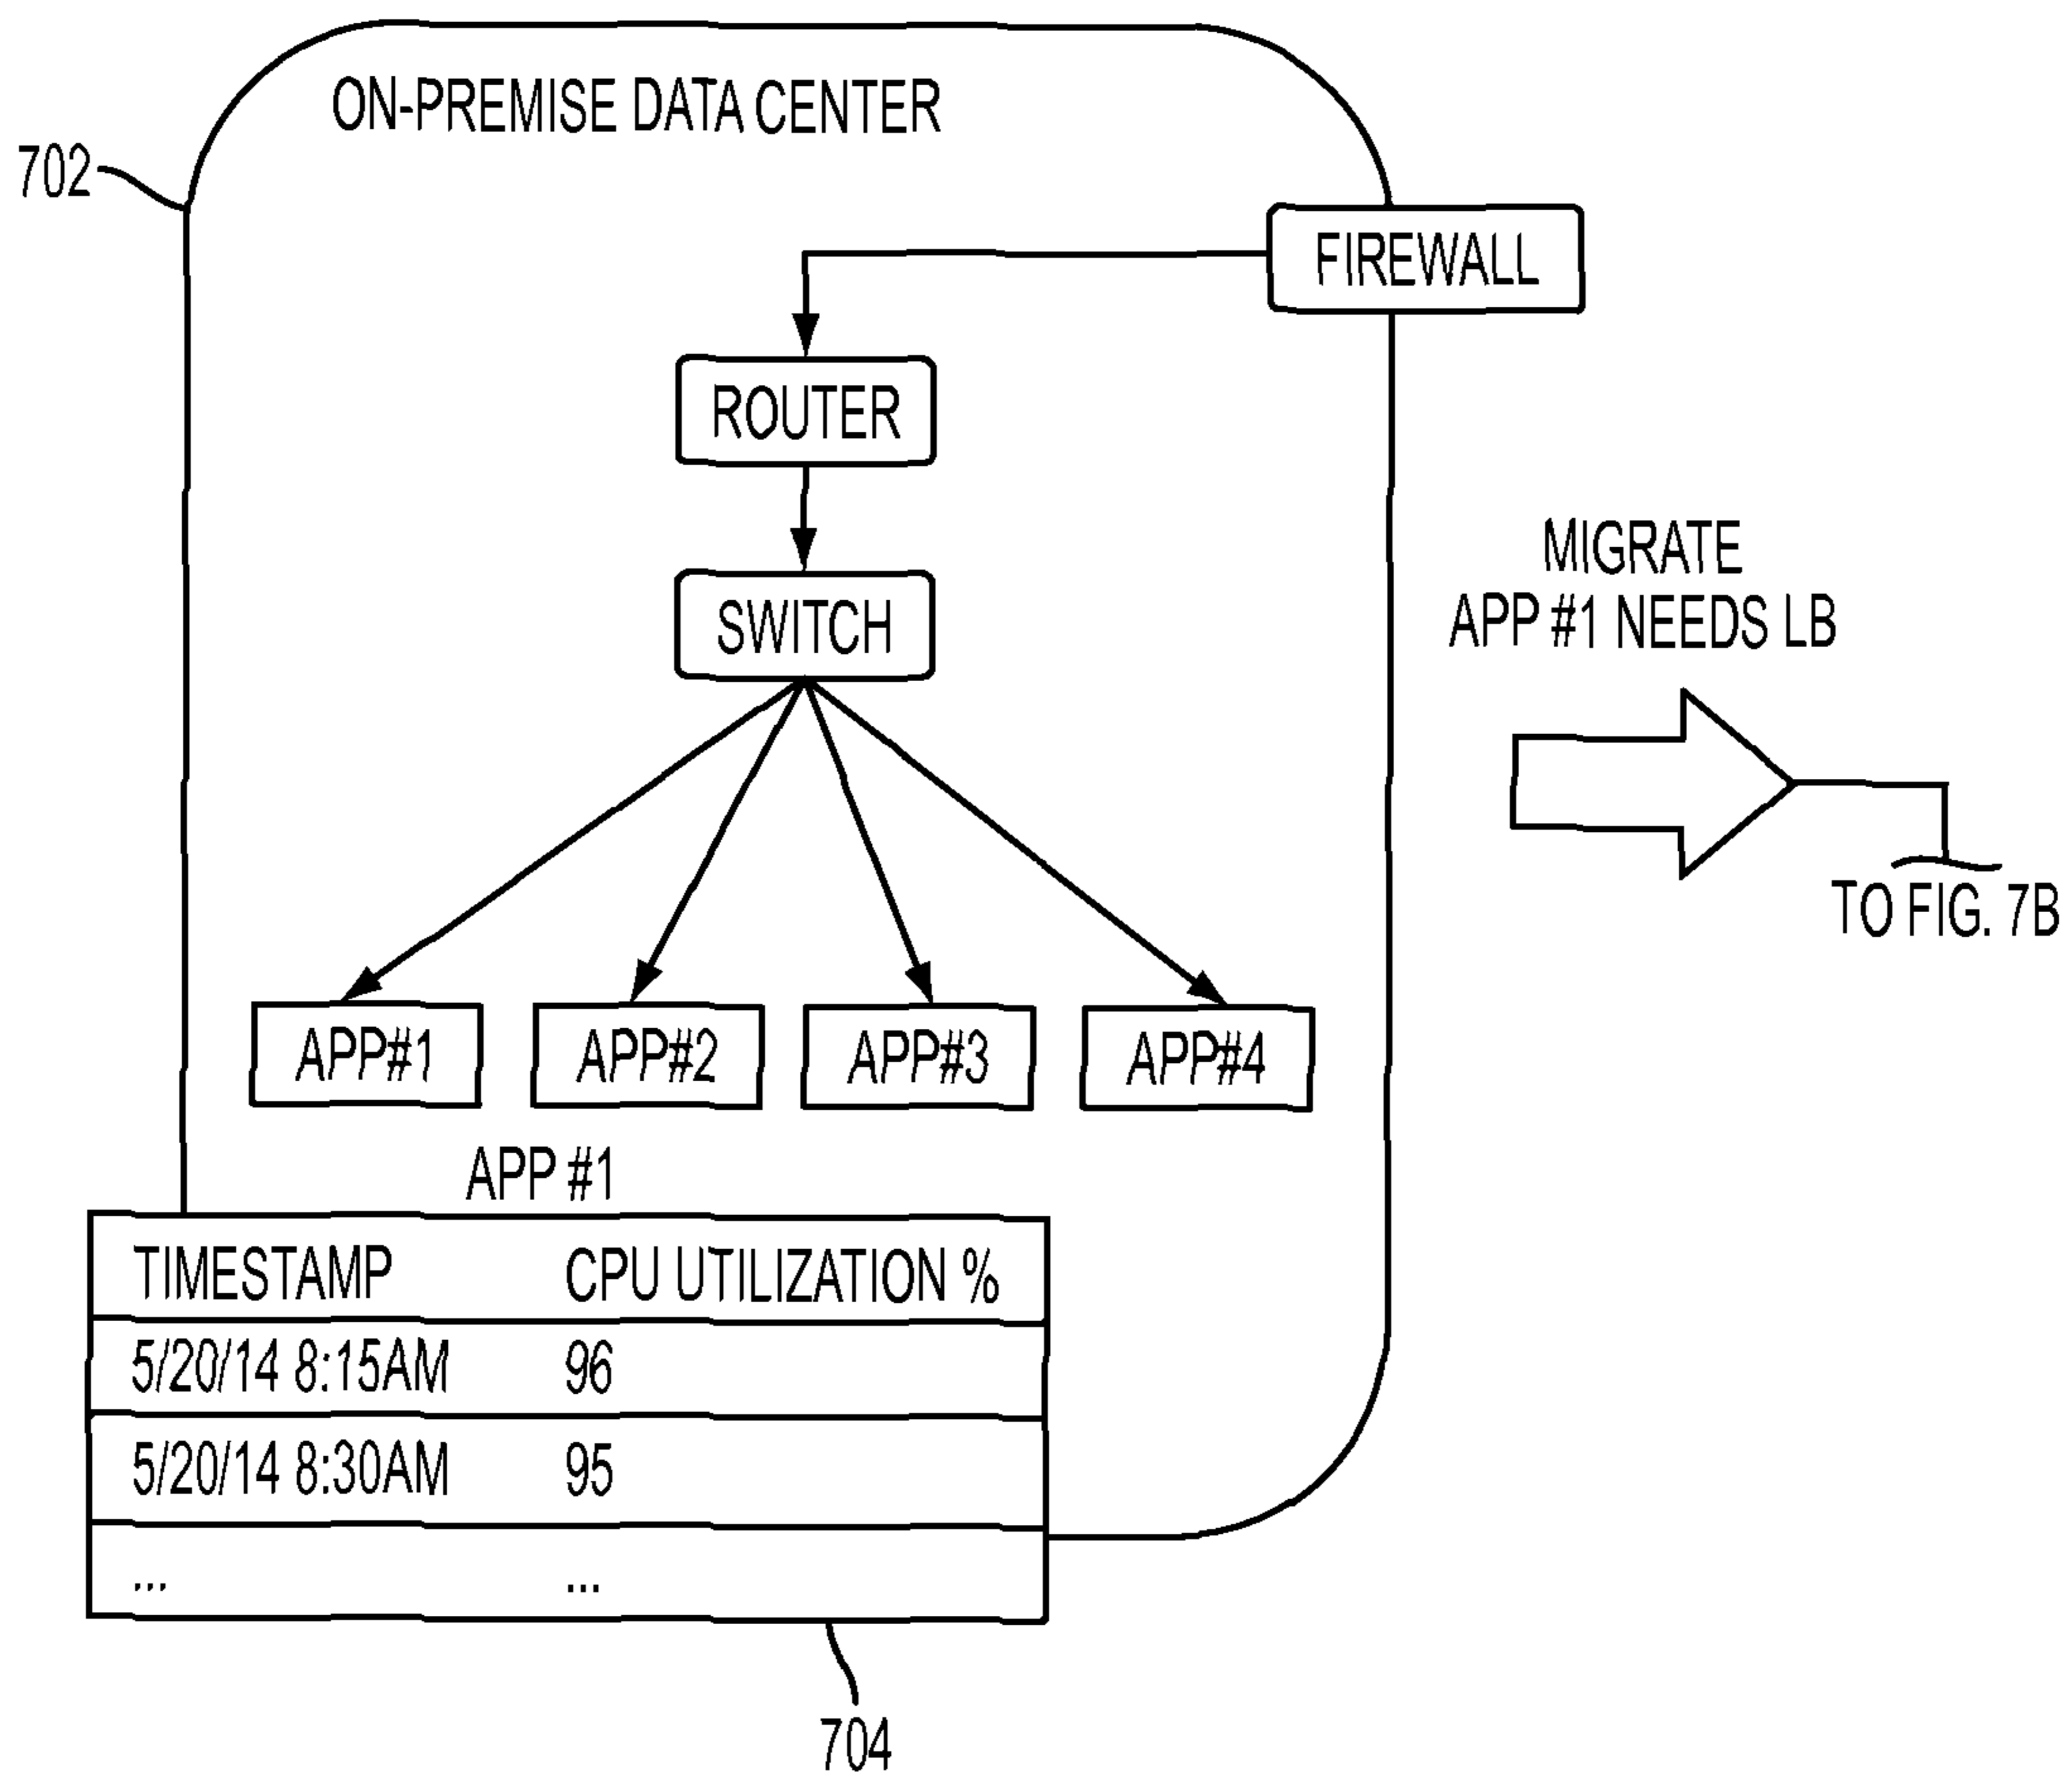 ON-PREMISE DATA CENTER
702
FIREWALL
ROUTER
SWITCH
MIGRATE
APP #1 NEEDS LB
TO FIG. 7B
APP#1 APP#2 APP#3 APP#4
APP #1
TIMESTAMP CPU UTILIZATION %
5/20/14 8:15AM 96
5/20/14 8:30AM 95
... ...
704